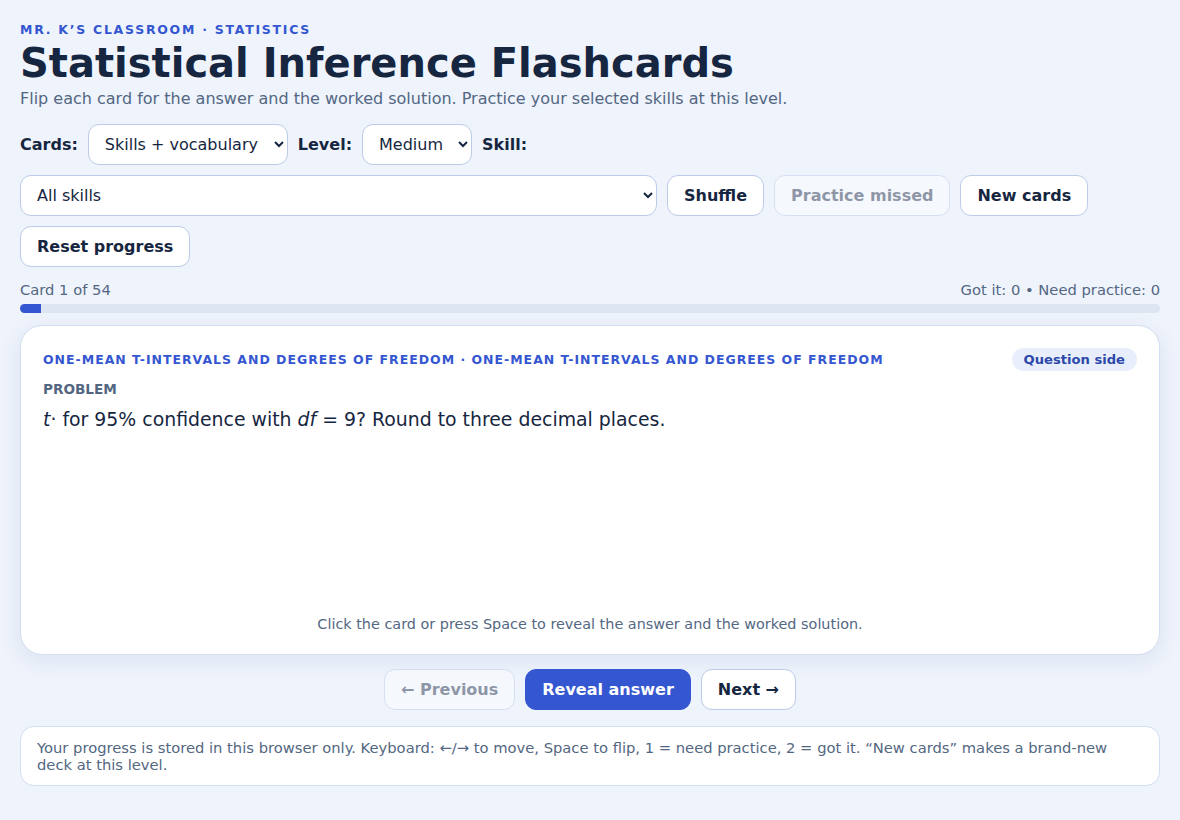 MR. K’S CLASSROOM · STATISTICS
Statistical Inference Flashcards
Flip each card for the answer and the worked solution. Practice your selected skills at this level.
Cards: Skills + vocabulary Level: Medium Skill:
All skills Shuffle Practice missed New cards
Reset progress
Card 1 of 54 Got it: 0 • Need practice: 0
ONE-MEAN T-INTERVALS AND DEGREES OF FREEDOM · ONE-MEAN T-INTERVALS AND DEGREES OF FREEDOM Question side
PROBLEM
t· for 95% confidence with df = 9? Round to three decimal places.
Click the card or press Space to reveal the answer and the worked solution.
← Previous Reveal answer Next →
Your progress is stored in this browser only. Keyboard: ←/→ to move, Space to flip, 1 = need practice, 2 = got it. “New cards” makes a brand-new
deck at this level.